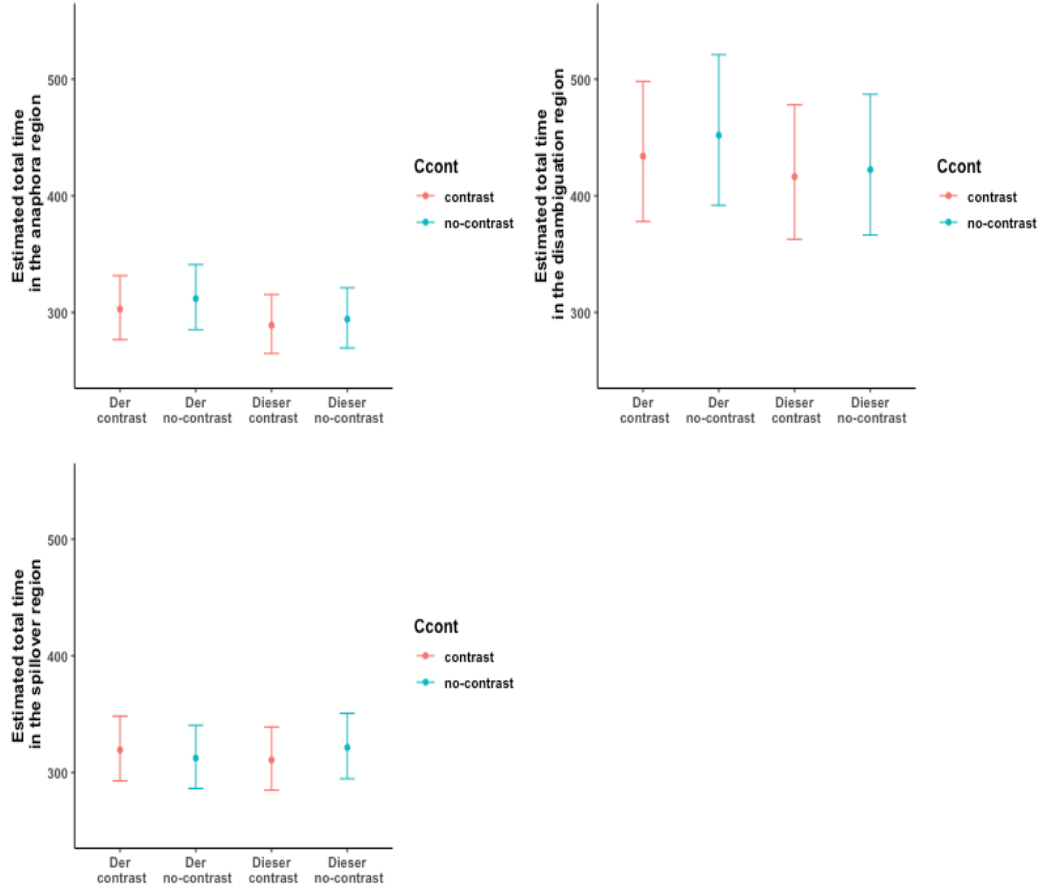 Estimated total time
in the anaphora region
500
400
300
Der
contrast
Der
no-contrast
Dieser
contrast
Dieser
no-contrast
Ccont
contrast
no-contrast
Estimated total time
in the disambiguation region
500
400
300
Der
contrast
Der
no-contrast
Dieser
contrast
Dieser
no-contrast
Ccont
contrast
no-contrast
Estimated total time
in the spillover region
500
400
300
Der
contrast
Der
no-contrast
Dieser
contrast
Dieser
no-contrast
Ccont
contrast
no-contrast